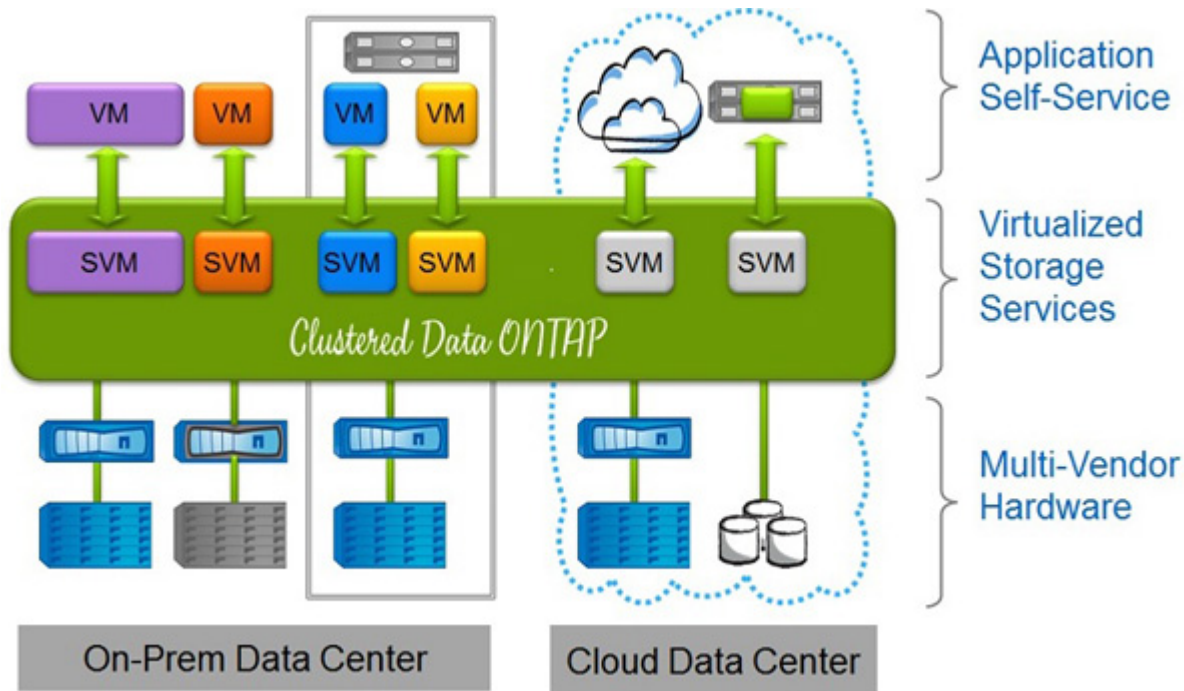 VM VM VM VM
Application
Self-Service
SVM SVM SVM SVM SVM SVM
Clustered Data ONTAP
Virtualized
Storage
Services
n n n n
Multi-Vendor
Hardware
On-Prem Data Center
Cloud Data Center